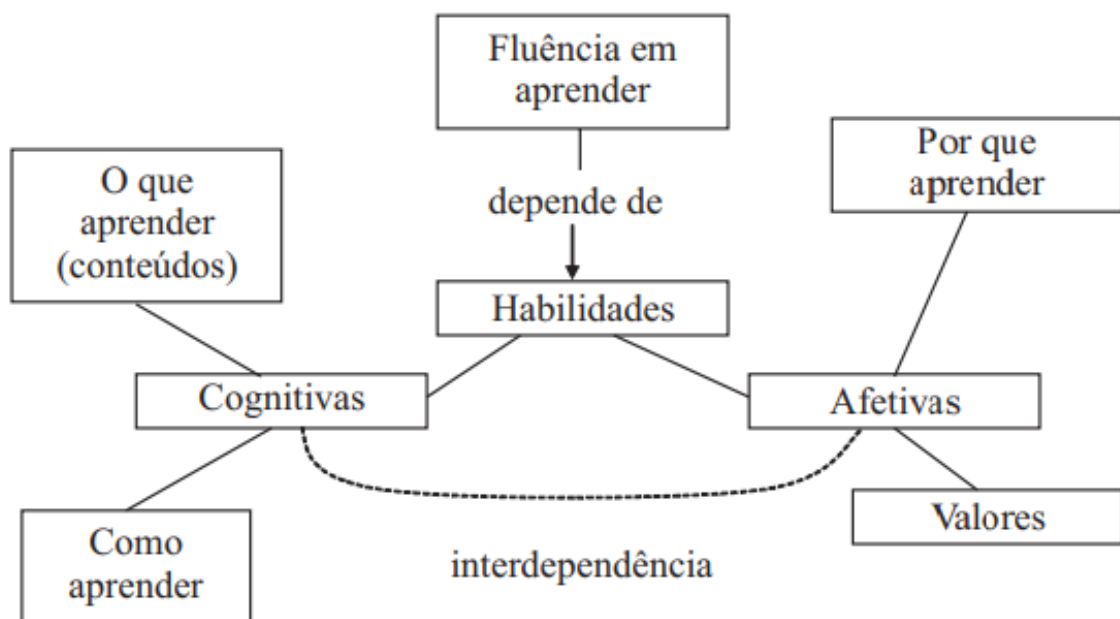 Fluência em
aprender
Por que
aprender
O que
aprender
(conteúdos)
depende de
Habilidades
Cognitivas
Afetivas
Valores
Como
aprender
interdependência